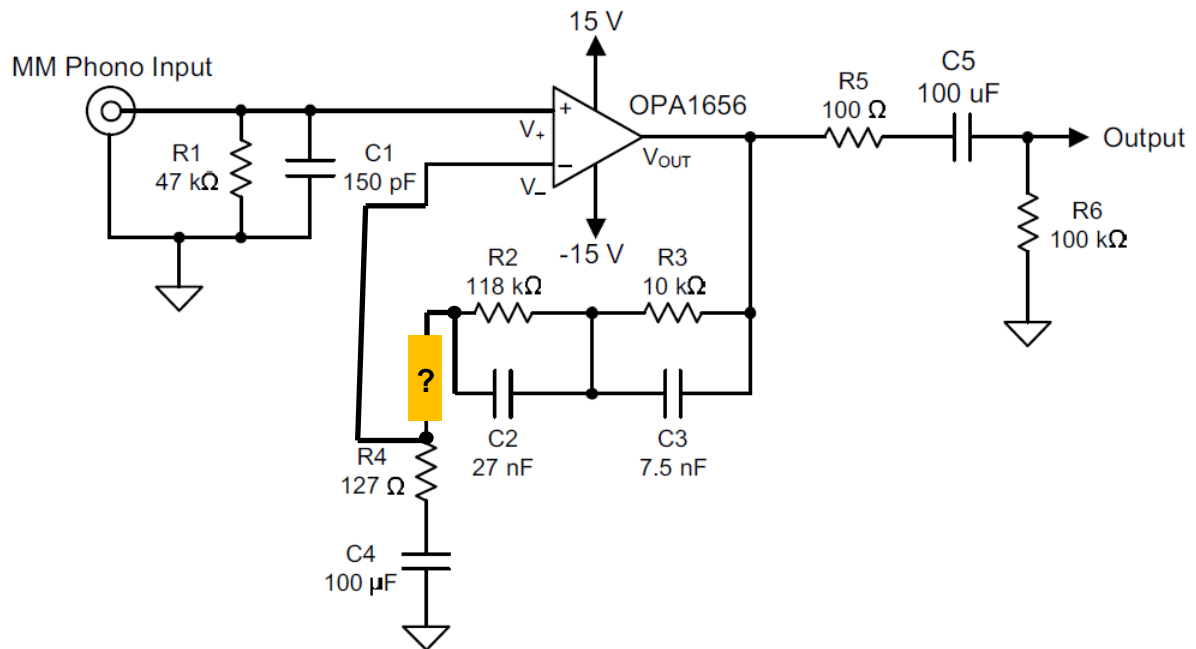 15 V
MM Phono Input
C5
100 uF
R5
100 Ω
OPA1656
+
V+
Output
R1
47 kΩ
C1
150 pF
–
V–
VOUT
R6
100 kΩ
-15 V
R2
118 kΩ
R3
10 kΩ
?
C2
27 nF
C3
7.5 nF
R4
127 Ω
C4
100 µF